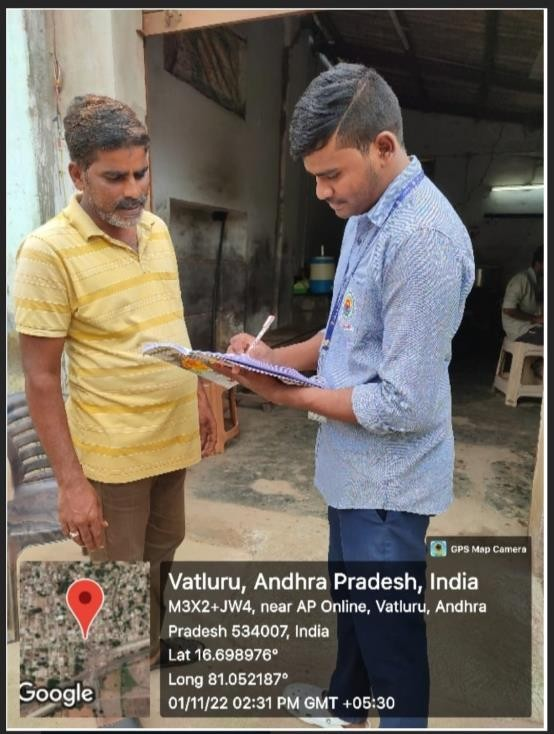 GPS Map Camera
Vatluru, Andhra Pradesh, India
M3X2+JW4, near AP Online, Vatluru, Andhra
Pradesh 534007, India
Lat 16.698976°
Long 81.052187°
01/11/22 02:31 PM GMT +05:30
Google